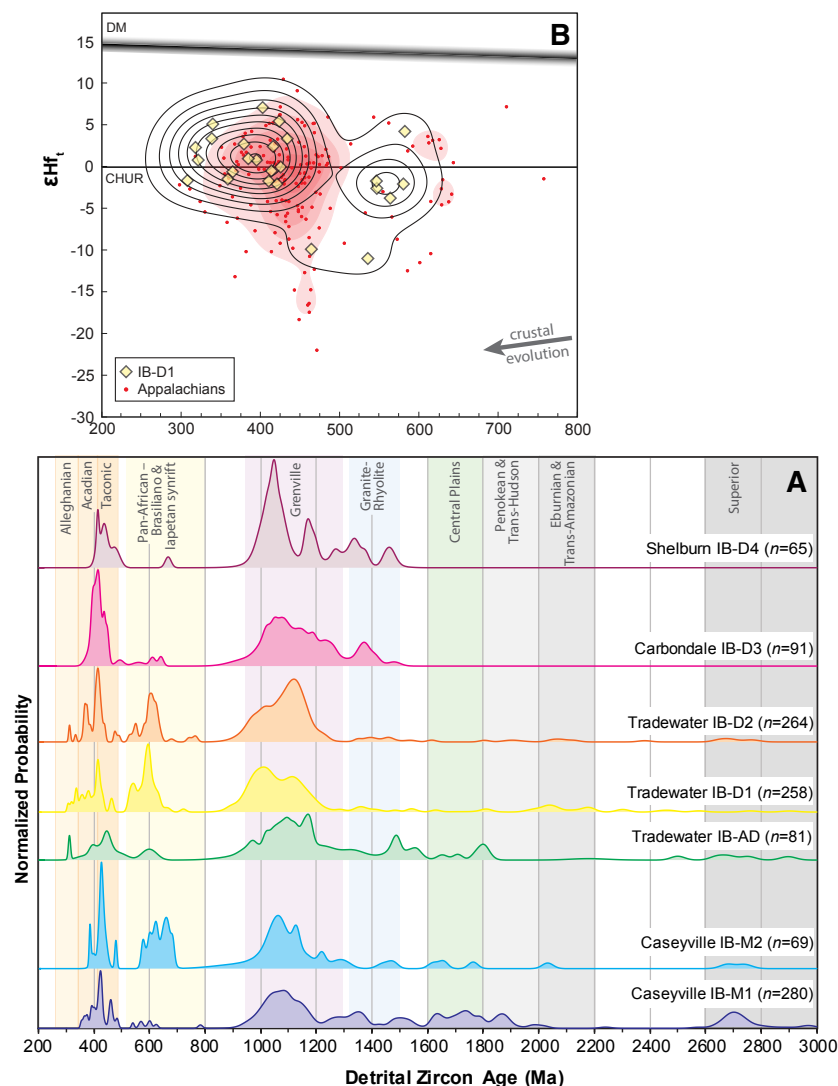 B
DM
15
10
5
0
-5
-10
-15
-20
-25
-30
εHft
CHUR
crustal
evolution
IB-D1
Appalachians
200 300 400 500 600 700 800
A
Alleghanian
Acadian
Taconic
Pan-African –
Brasiliano &
Iapetan synrift
Grenville
Granite-
Rhyolite
Central Plains
Penokean &
Trans-Hudson
Eburnian &
Trans-Amazonian
Superior
Shelburn IB-D4 (n=65)
Carbondale IB-D3 (n=91)
Tradewater IB-D2 (n=264)
Tradewater IB-D1 (n=258)
Tradewater IB-AD (n=81)
Caseyville IB-M2 (n=69)
Caseyville IB-M1 (n=280)
Normalized Probability
200 400 600 800 1000 1200 1400 1600 1800 2000 2200 2400 2600 2800 3000
Detrital Zircon Age (Ma)